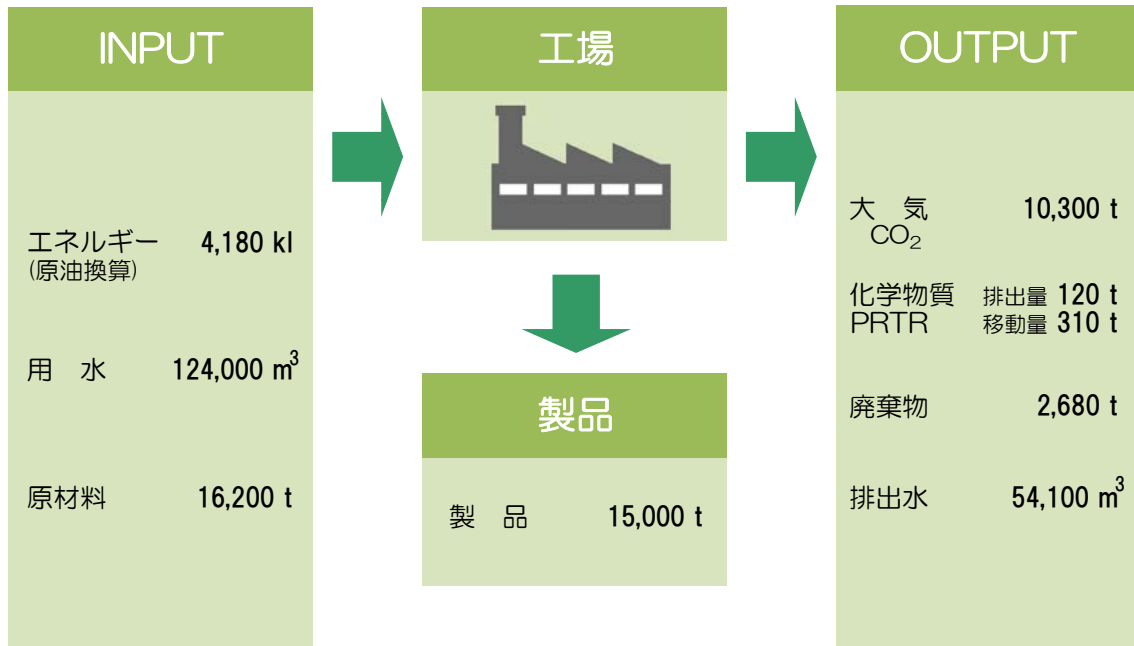 INPUT
エネルギー 4,180 kl
(原油換算)
用 水 124,000 m³
原材料 16,200 t
工場
製品
製 品 15,000 t
OUTPUT
大 気 10,300 t
CO₂
化学物質 排出量 120 t
PRTR 移動量 310 t
廃棄物 2,680 t
排出水 54,100 m³